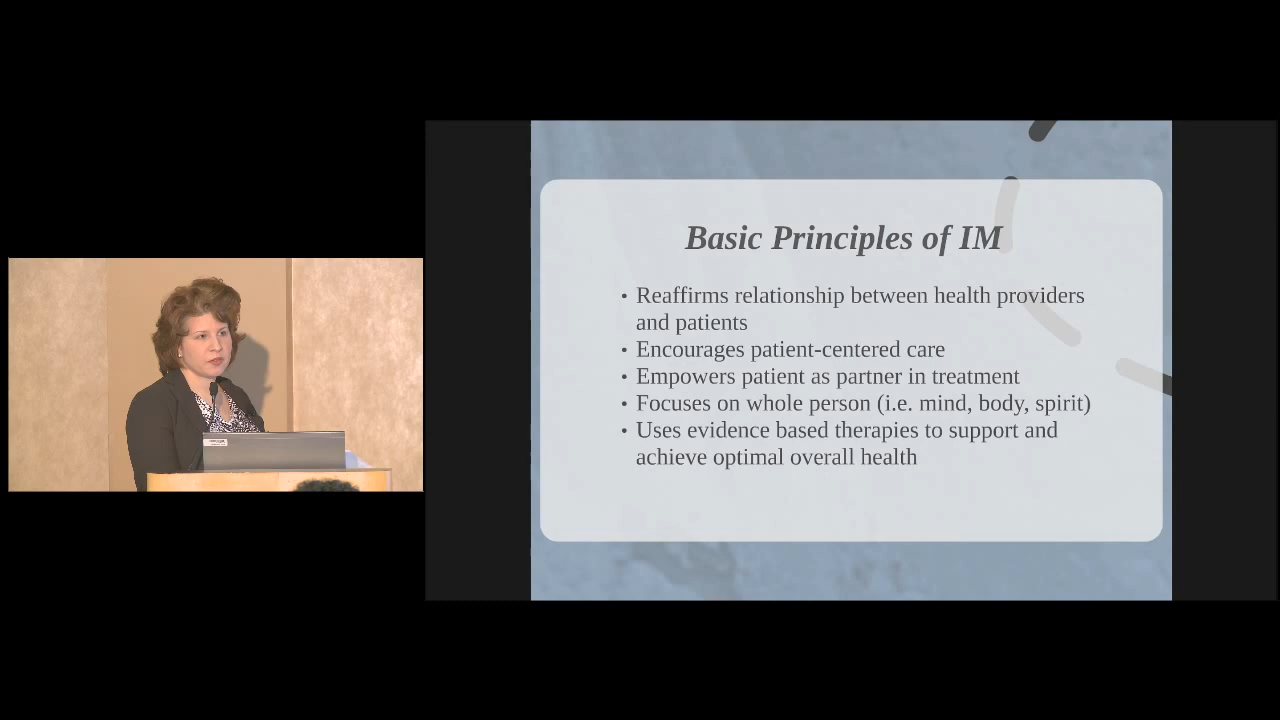 Basic Principles of IM
• Reaffirms relationship between health providers
and patients
• Encourages patient-centered care
• Empowers patient as partner in treatment
• Focuses on whole person (i.e. mind, body, spirit)
• Uses evidence based therapies to support and
achieve optimal overall health